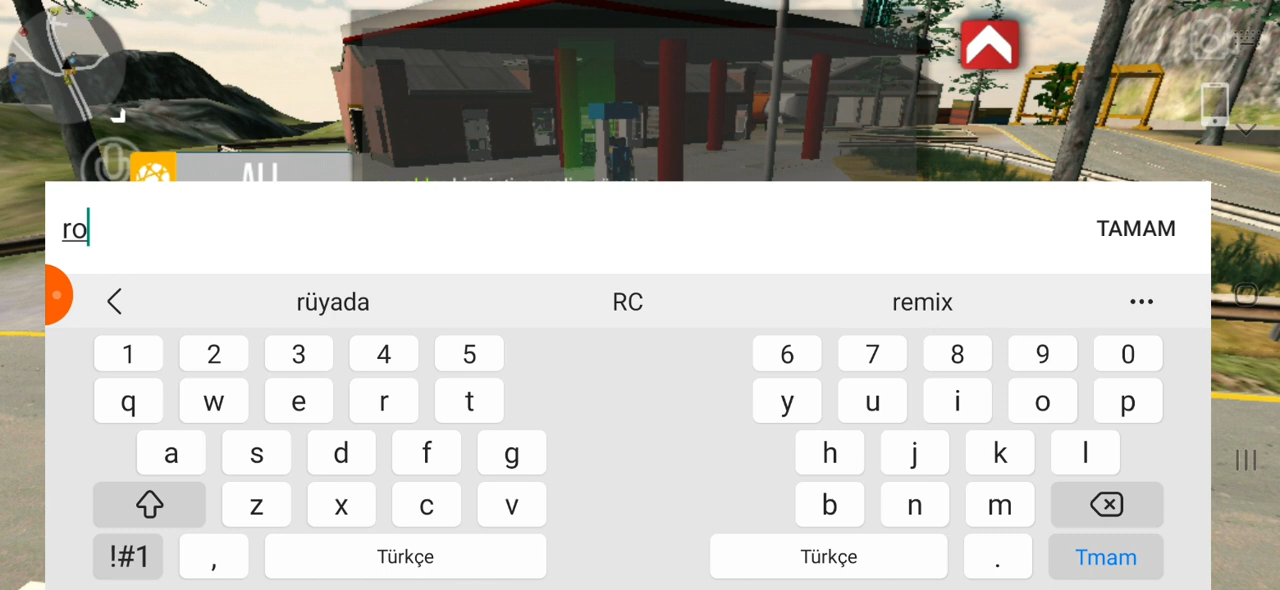 ALL
ro
TAMAM
rüyada RC remix
1 2 3 4 5 6 7 8 9 0
q w e r t y u i o p
a s d f g h j k l
z x c v b n m
!#1 , Türkçe Türkçe . Tmam